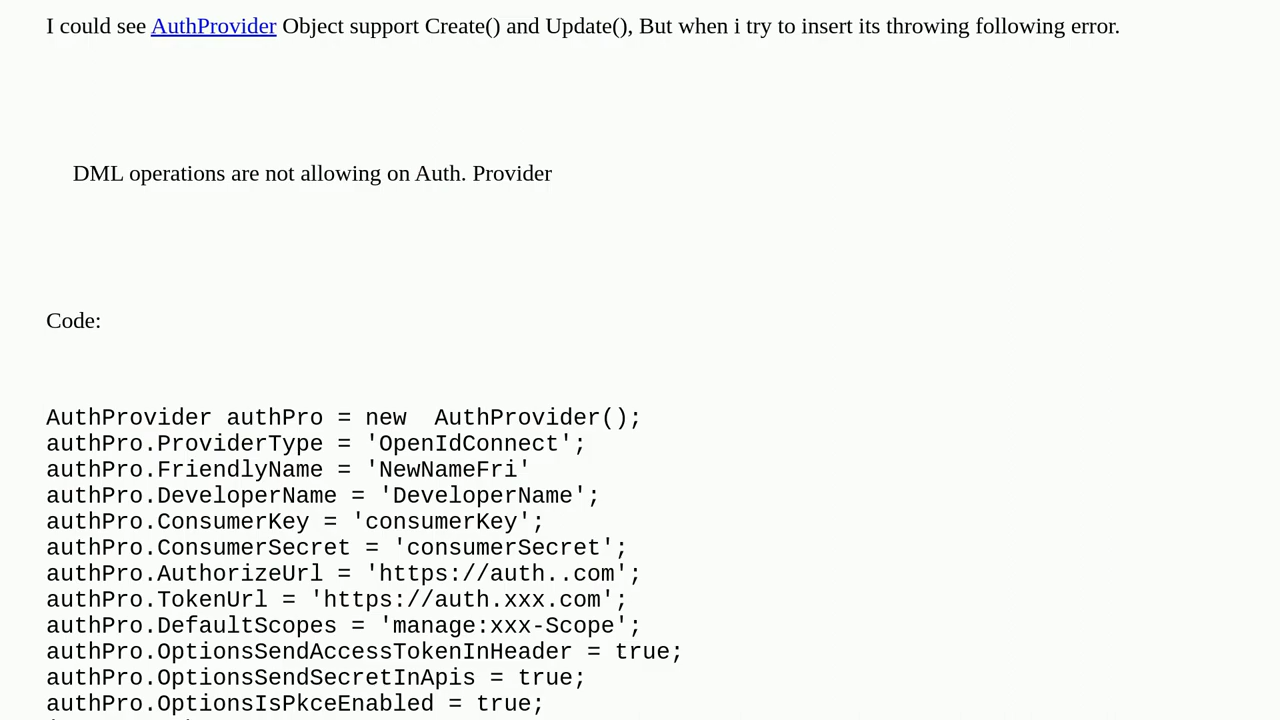 I could see AuthProvider Object support Create() and Update(), But when i try to insert its throwing following error.
DML operations are not allowing on Auth. Provider
Code:
AuthProvider authPro = new  AuthProvider();
authPro.ProviderType = 'OpenIdConnect';
authPro.FriendlyName = 'NewNameFri'
authPro.DeveloperName = 'DeveloperName';
authPro.ConsumerKey = 'consumerKey';
authPro.ConsumerSecret = 'consumerSecret';
authPro.AuthorizeUrl = 'https://auth..com';
authPro.TokenUrl = 'https://auth.xxx.com';
authPro.DefaultScopes = 'manage:xxx-Scope';
authPro.OptionsSendAccessTokenInHeader = true;
authPro.OptionsSendSecretInApis = true;
authPro.OptionsIsPkceEnabled = true;